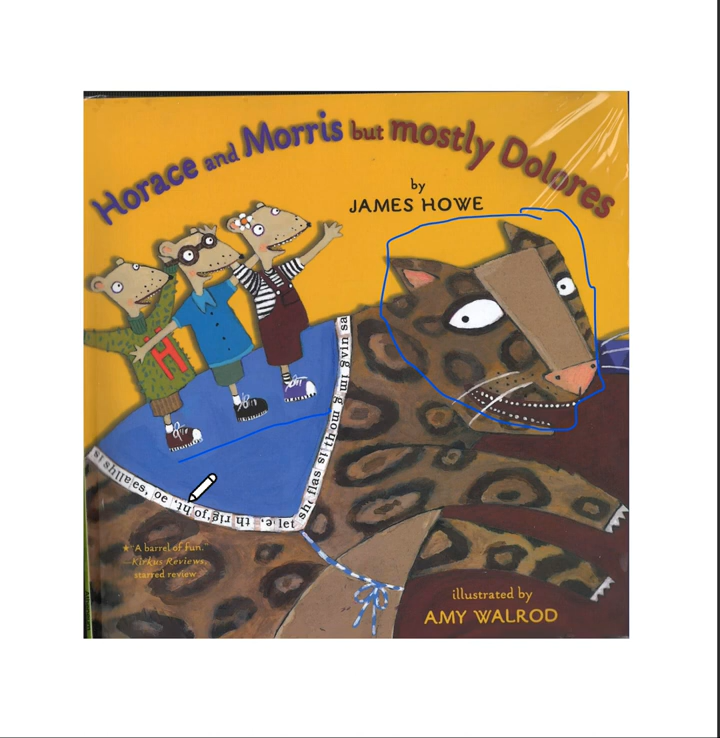 Horace and Morris but mostly Dolores
by
JAMES HOWE
H
★ "A barrel of fun."
—Kirkus Reviews,
starred review
illustrated by
AMY WALROD